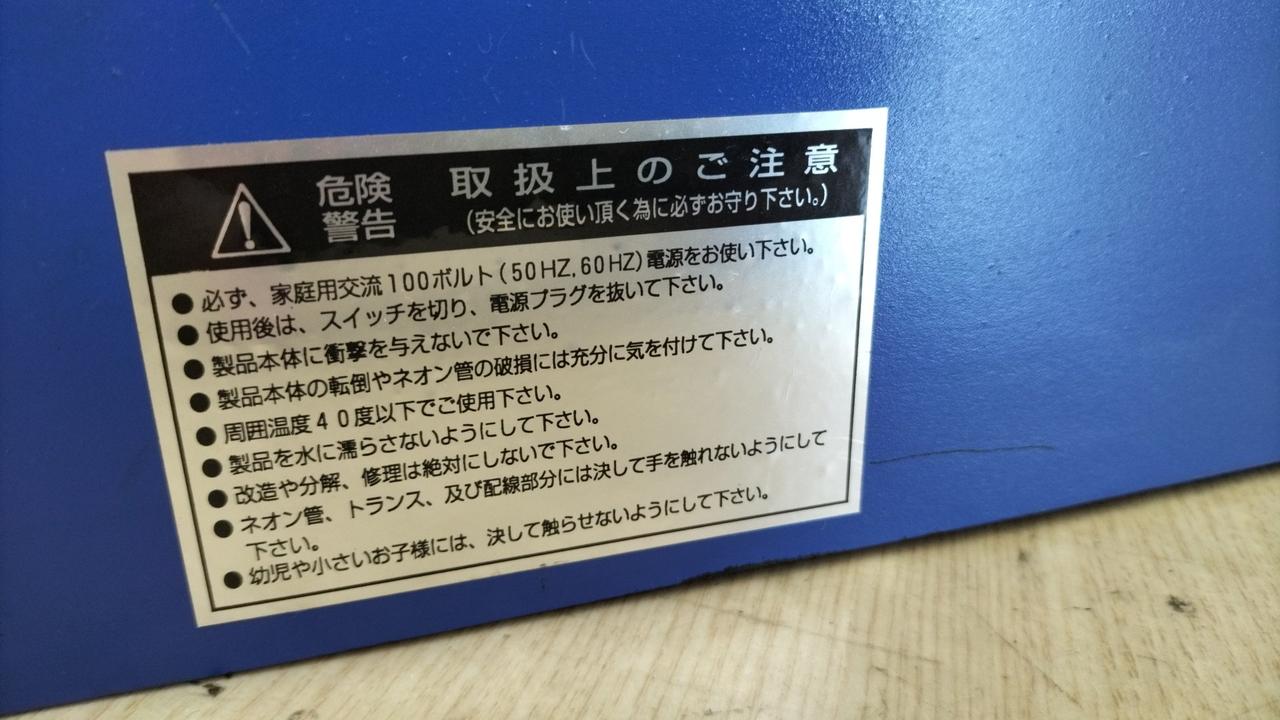 危険 取扱上のご注意
警告 (安全にお使い頂く為に必ずお守り下さい。)
●必ず、家庭用交流100ボルト(50HZ,60HZ)電源をお使い下さい。
●使用後は、スイッチを切り、電源プラグを抜いて下さい。
●製品本体に衝撃を与えないで下さい。
●製品本体の転倒やネオン管の破損には充分に気を付けて下さい。
●周囲温度40度以下でご使用下さい。
●製品を水に濡らさないようにして下さい。
●改造や分解、修理は絶対にしないで下さい。
●ネオン管、トランス、及び配線部分には決して手を触れないようにして
下さい。
●幼児や小さいお子様には、決して触らせないようにして下さい。